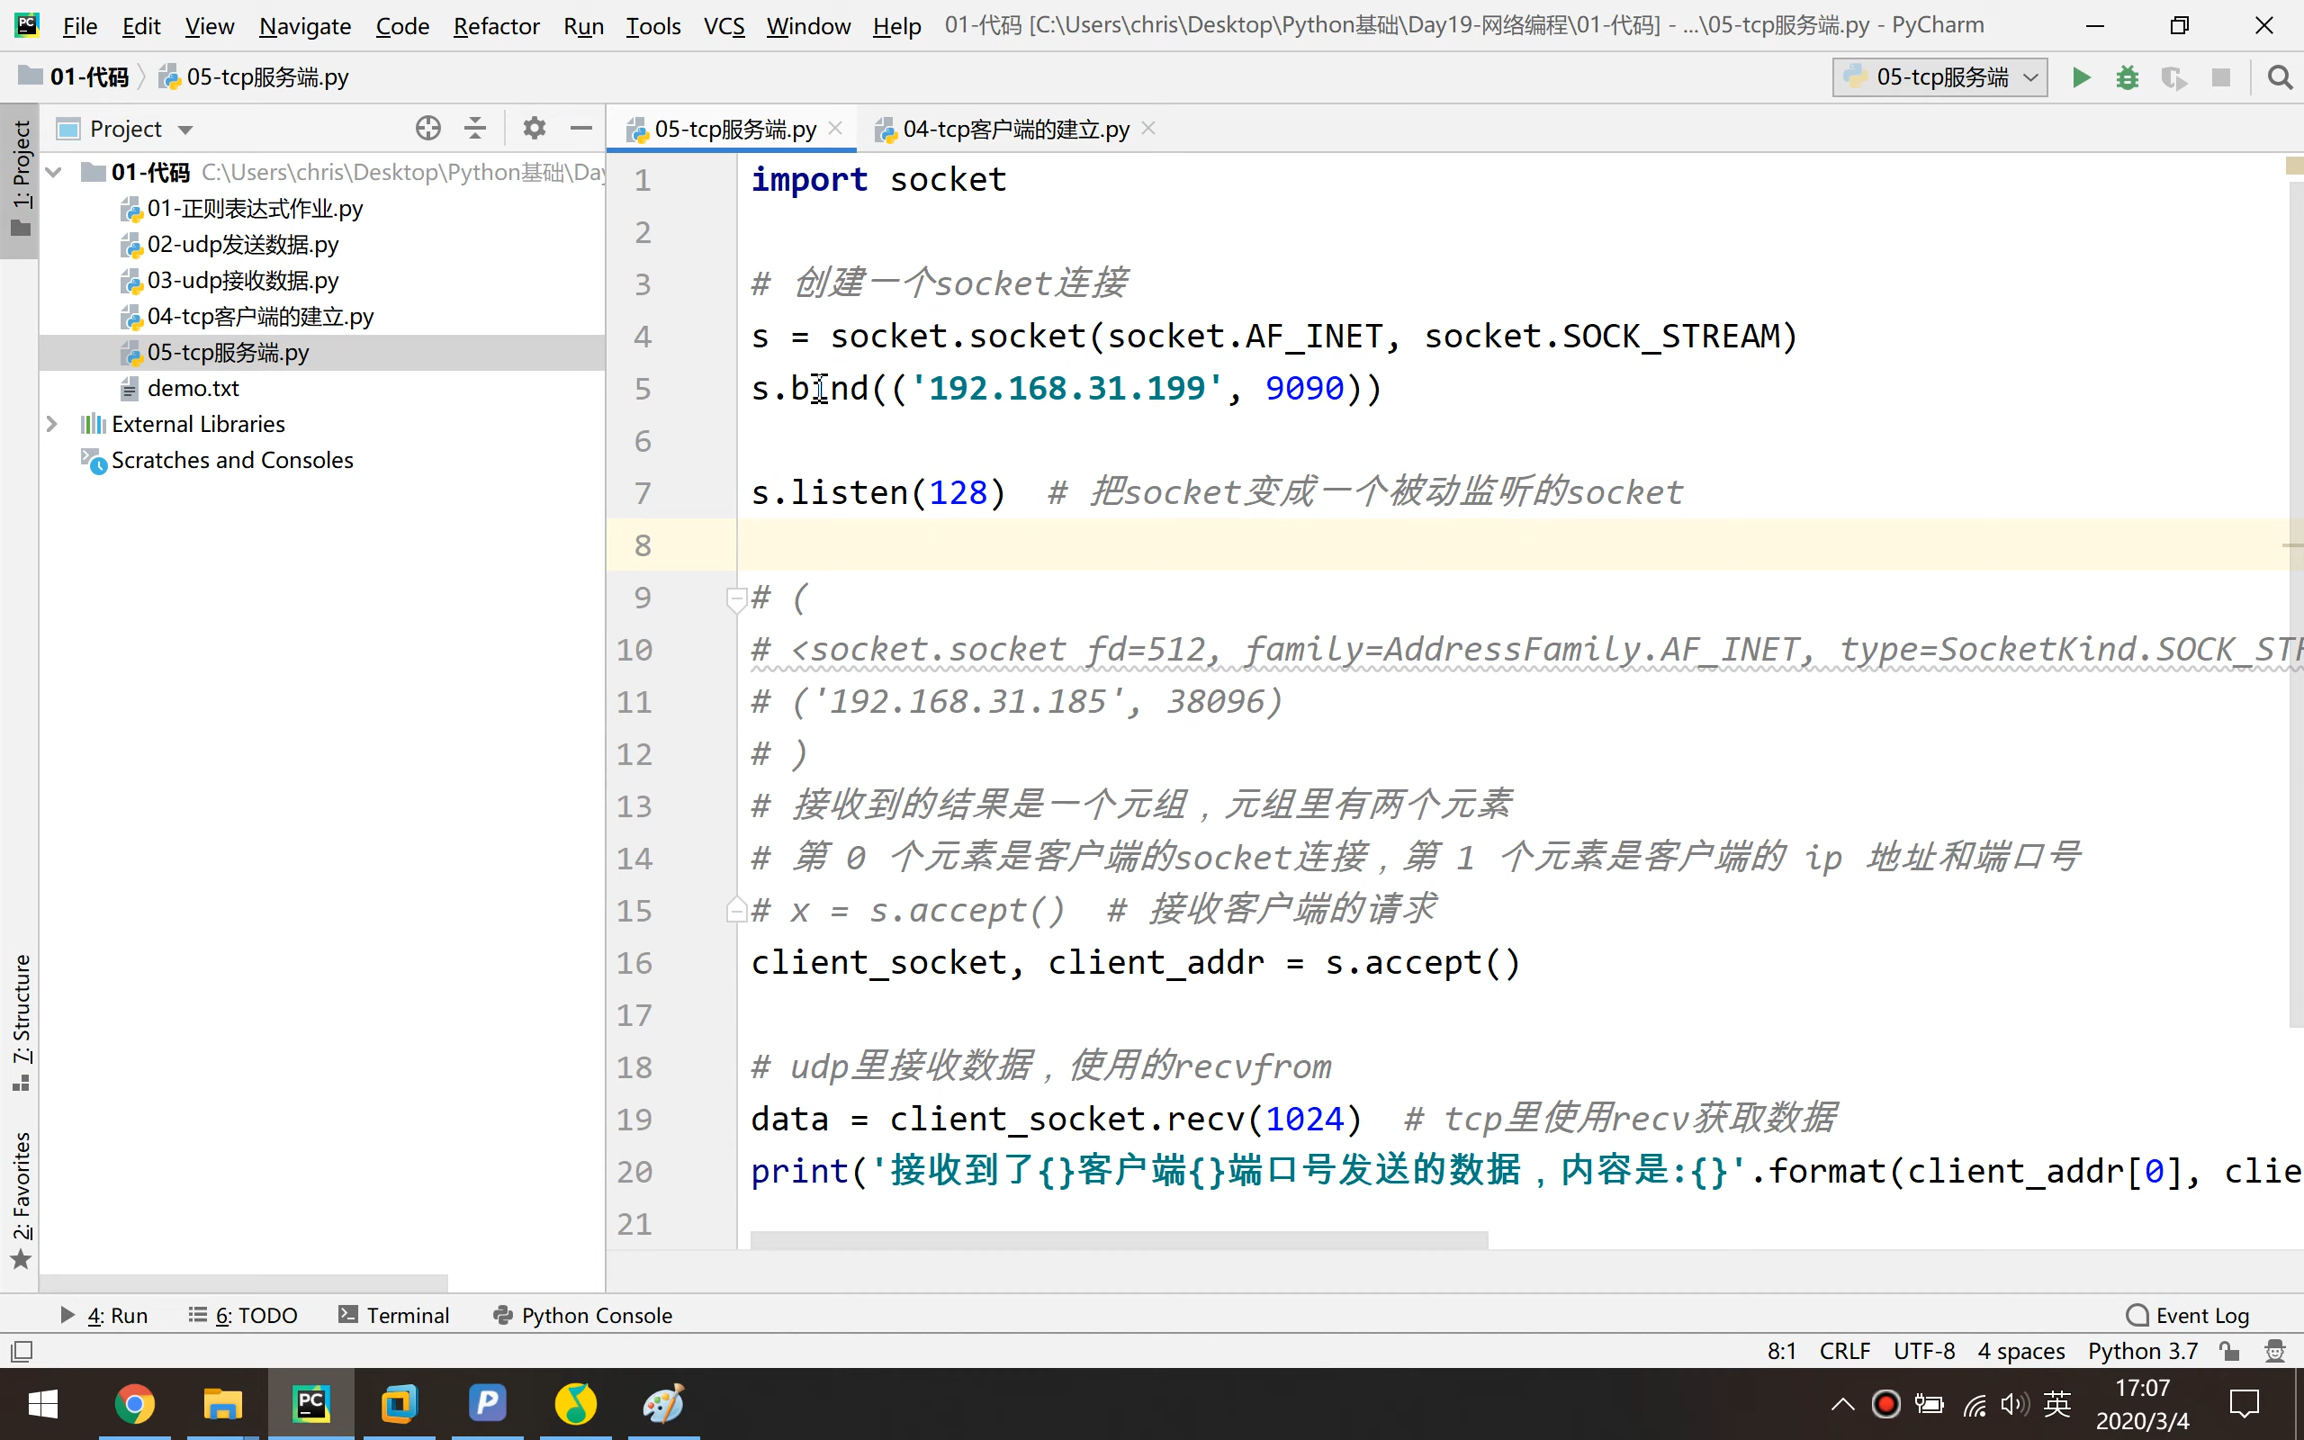 File Edit View Navigate Code Refactor Run Tools VCS Window Help 01-代码 [C:\Users\chris\Desktop\Python基础\Day19-网络编程\01-代码] - ...\05-tcp服务端.py - PyCharm
01-代码 05-tcp服务端.py 05-tcp服务端
Project 05-tcp服务端.py 04-tcp客户端的建立.py
1: Project
01-代码 C:\Users\chris\Desktop\Python基础\Day
01-正则表达式作业.py
02-udp发送数据.py
03-udp接收数据.py
04-tcp客户端的建立.py
05-tcp服务端.py
demo.txt
External Libraries
Scratches and Consoles
7: Structure
2: Favorites
1 import socket
2
3 # 创建一个socket连接
4 s = socket.socket(socket.AF_INET, socket.SOCK_STREAM)
5 s.bind(('192.168.31.199', 9090))
6
7 s.listen(128)  # 把socket变成一个被动监听的socket
8
9 # (
10 # <socket.socket fd=512, family=AddressFamily.AF_INET, type=SocketKind.SOCK_STR
11 # ('192.168.31.185', 38096)
12 # )
13 # 接收到的结果是一个元组，元组里有两个元素
14 # 第 0 个元素是客户端的socket连接，第 1 个元素是客户端的 ip 地址和端口号
15 # x = s.accept()  # 接收客户端的请求
16 client_socket, client_addr = s.accept()
17
18 # udp里接收数据，使用的recvfrom
19 data = client_socket.recv(1024)  # tcp里使用recv获取数据
20 print('接收到了{}客户端{}端口号发送的数据，内容是:{}'.format(client_addr[0], clie
21
4: Run 6: TODO Terminal Python Console Event Log
8:1 CRLF UTF-8 4 spaces Python 3.7
英 17:07
2020/3/4